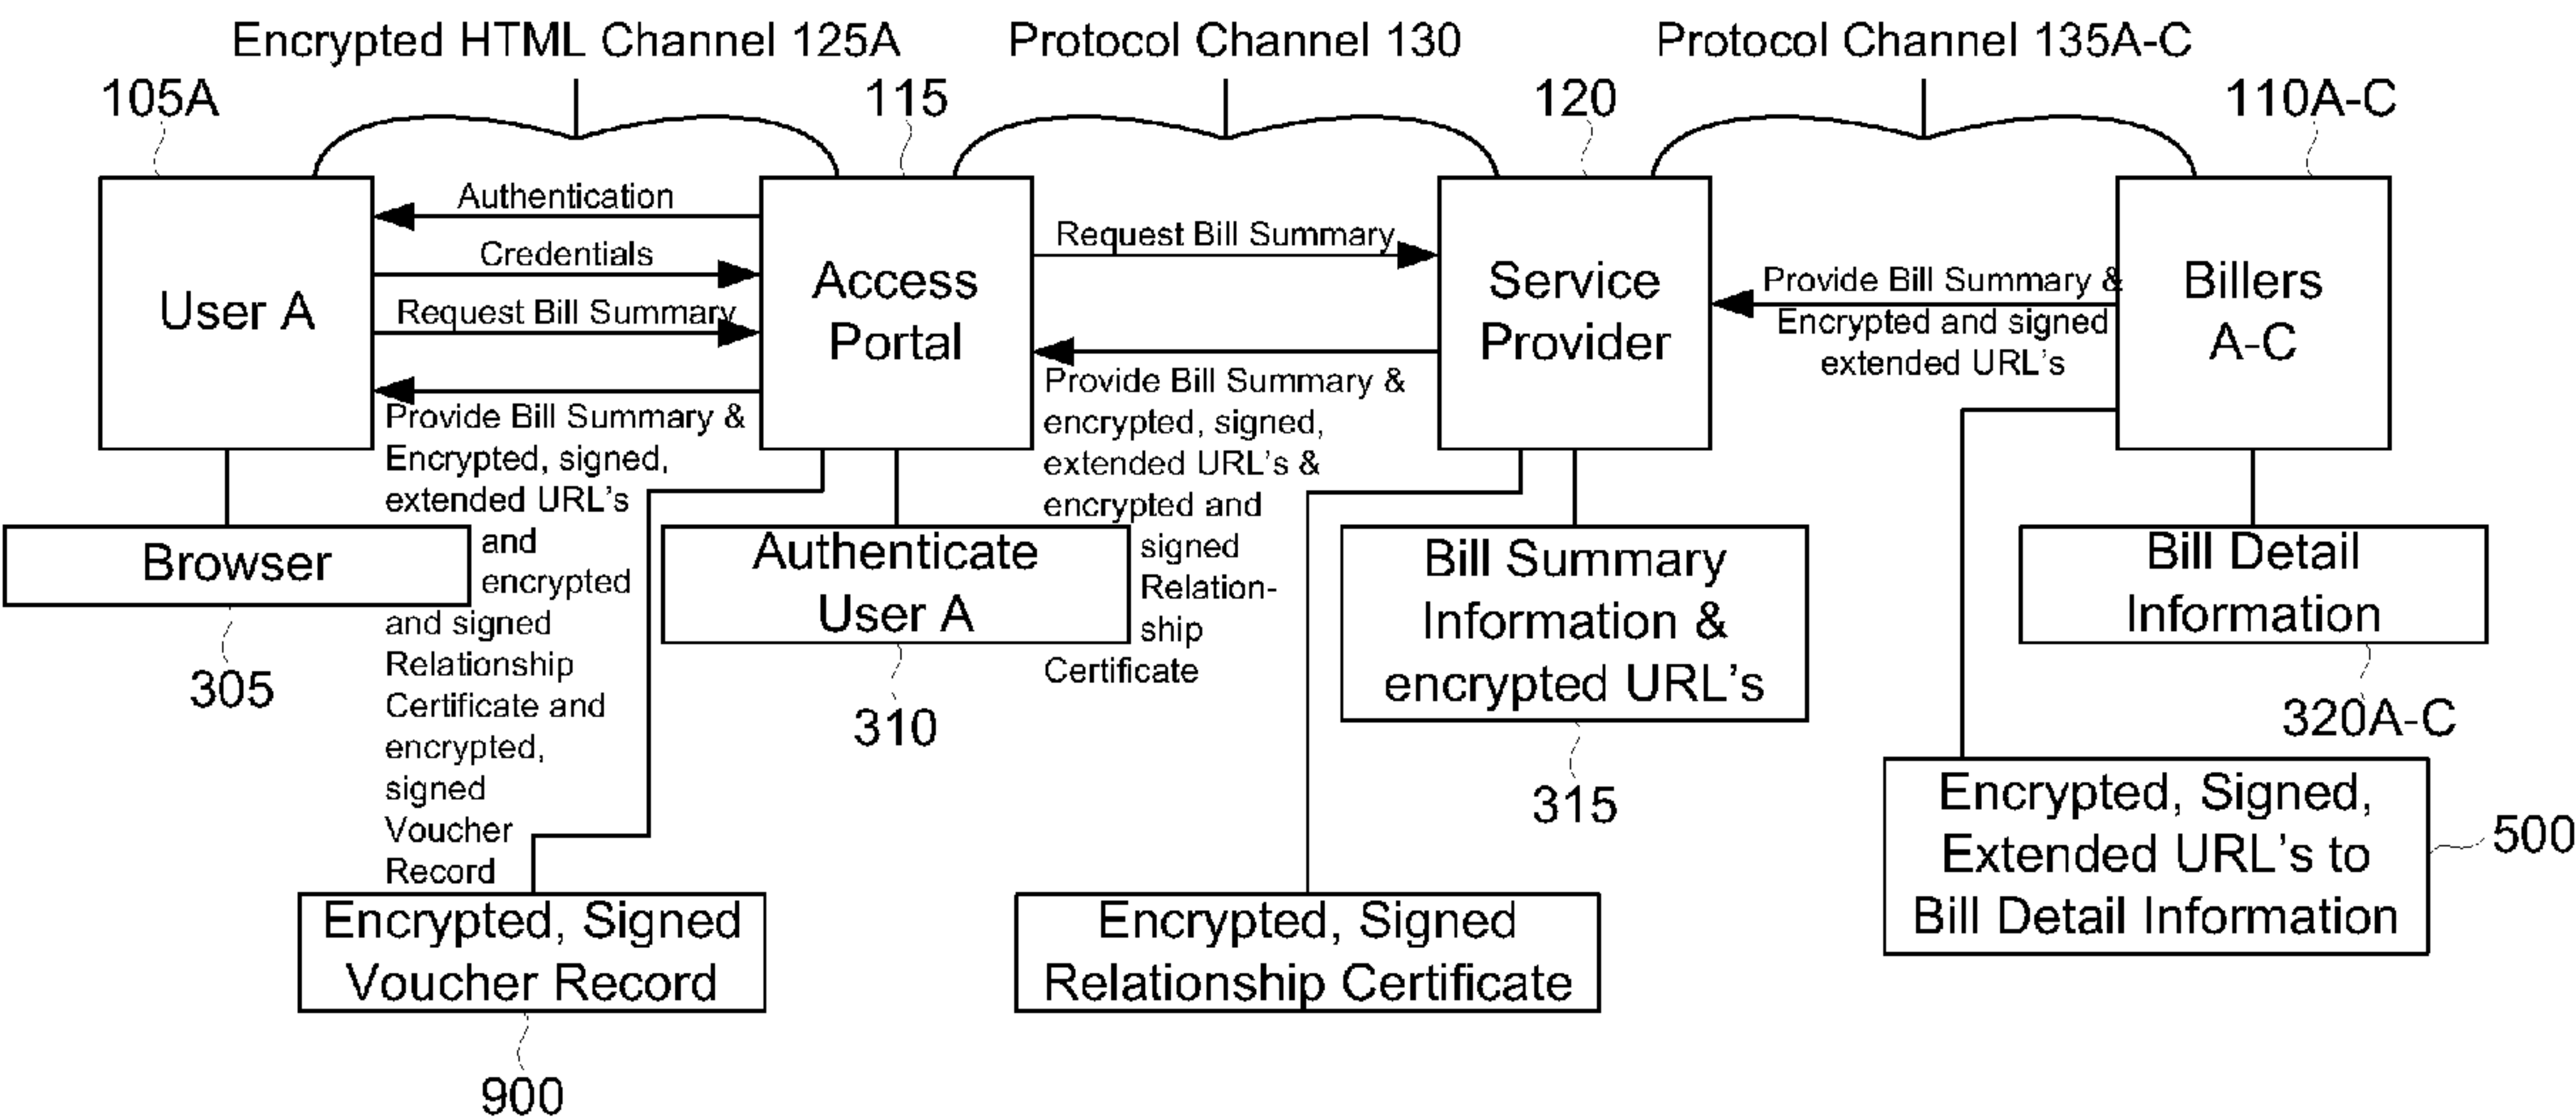 Encrypted HTML Channel 125A
Protocol Channel 130
Protocol Channel 135A-C
105A
115
120
110A-C
User A
Authentication
Credentials
Request Bill Summary
Provide Bill Summary &
Encrypted, signed,
extended URL's
and
encrypted
and signed
Relationship
Certificate and
encrypted,
signed
Voucher
Record
Access
Portal
Request Bill Summary
Provide Bill Summary &
encrypted, signed,
extended URL's &
encrypted and
signed
Relation-
ship
Certificate
Service
Provider
Provide Bill Summary &
Encrypted and signed
extended URL's
Billers
A-C
Browser
305
Authenticate
User A
310
Bill Summary
Information &
encrypted URL's
315
Bill Detail
Information
320A-C
Encrypted, Signed,
Extended URL's to
Bill Detail Information
500
Encrypted, Signed
Voucher Record
900
Encrypted, Signed
Relationship Certificate